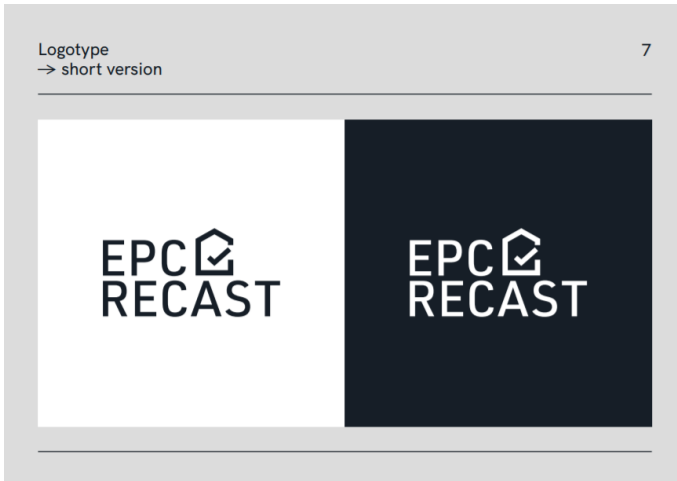 Logotype
7
→ short version
EPC
RECAST
EPC
RECAST